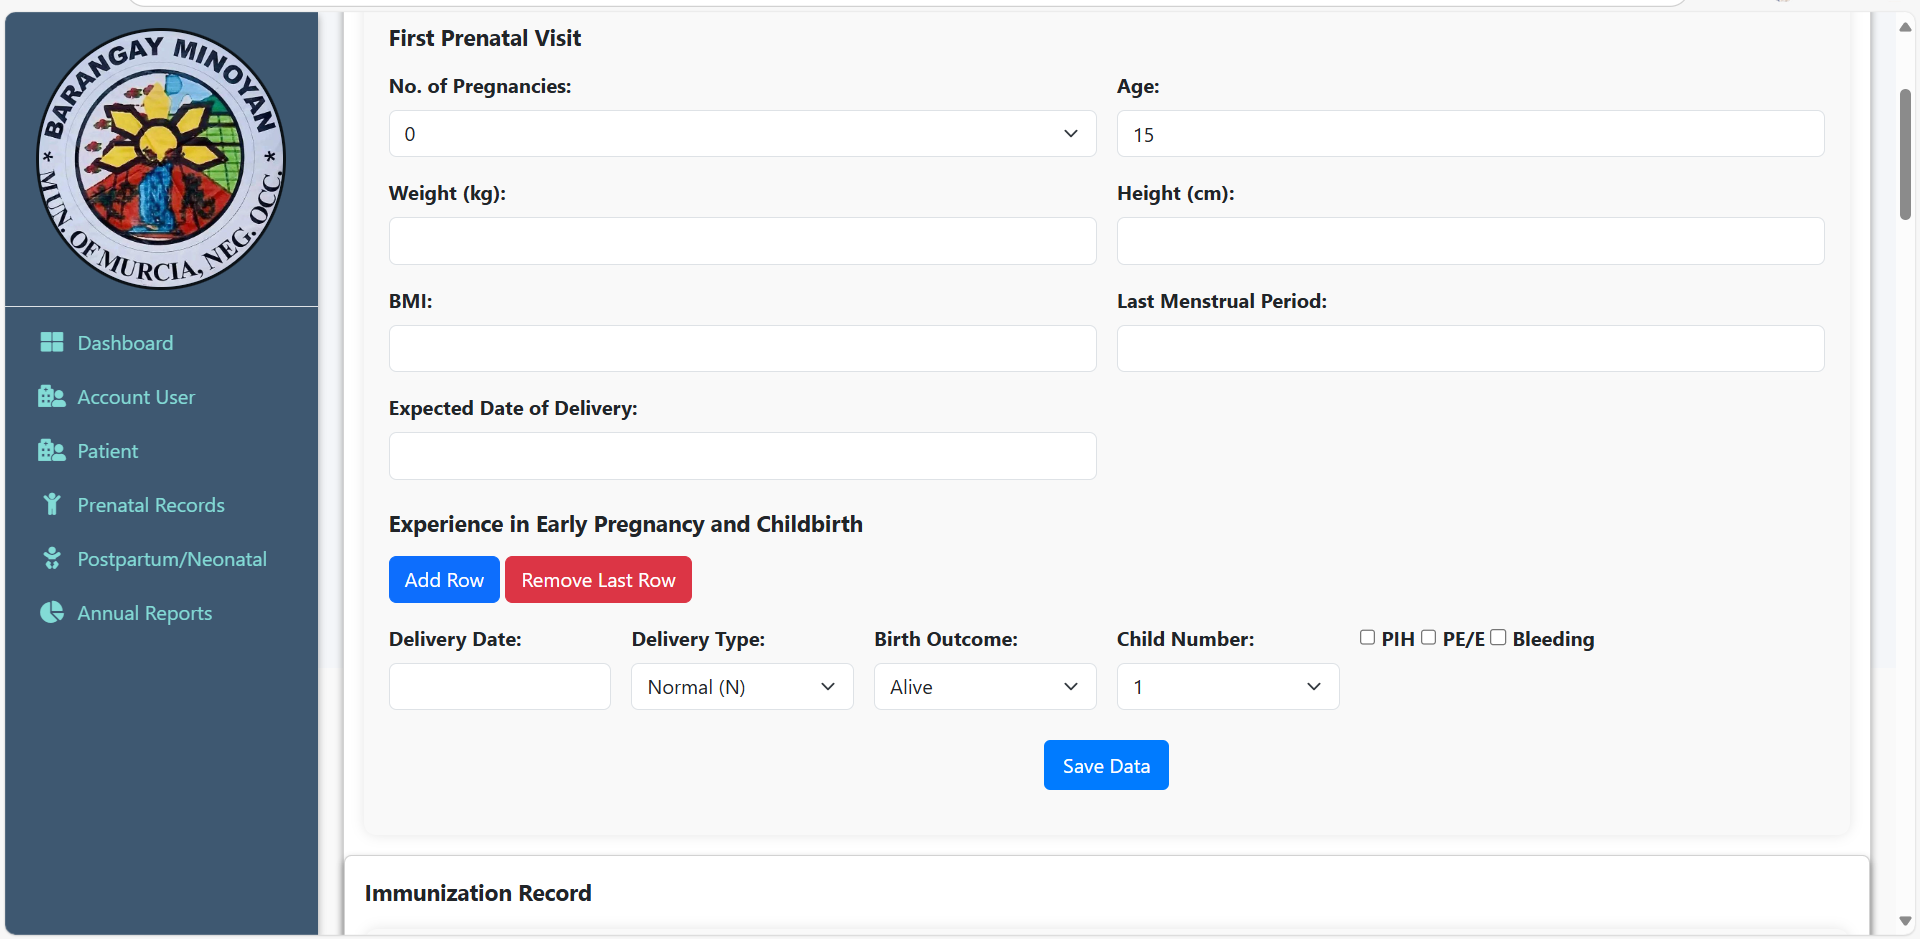 BARANGAY MINOYAN
* MUN. OF MURCIA, NEG. OCC. *
Dashboard
Account User
Patient
Prenatal Records
Postpartum/Neonatal
Annual Reports
First Prenatal Visit
No. of Pregnancies: Age:
0 15
Weight (kg): Height (cm):
BMI: Last Menstrual Period:
Expected Date of Delivery:
Experience in Early Pregnancy and Childbirth
Add Row Remove Last Row
Delivery Date: Delivery Type: Birth Outcome: Child Number: PIH PE/E Bleeding
Normal (N) Alive 1
Save Data
Immunization Record